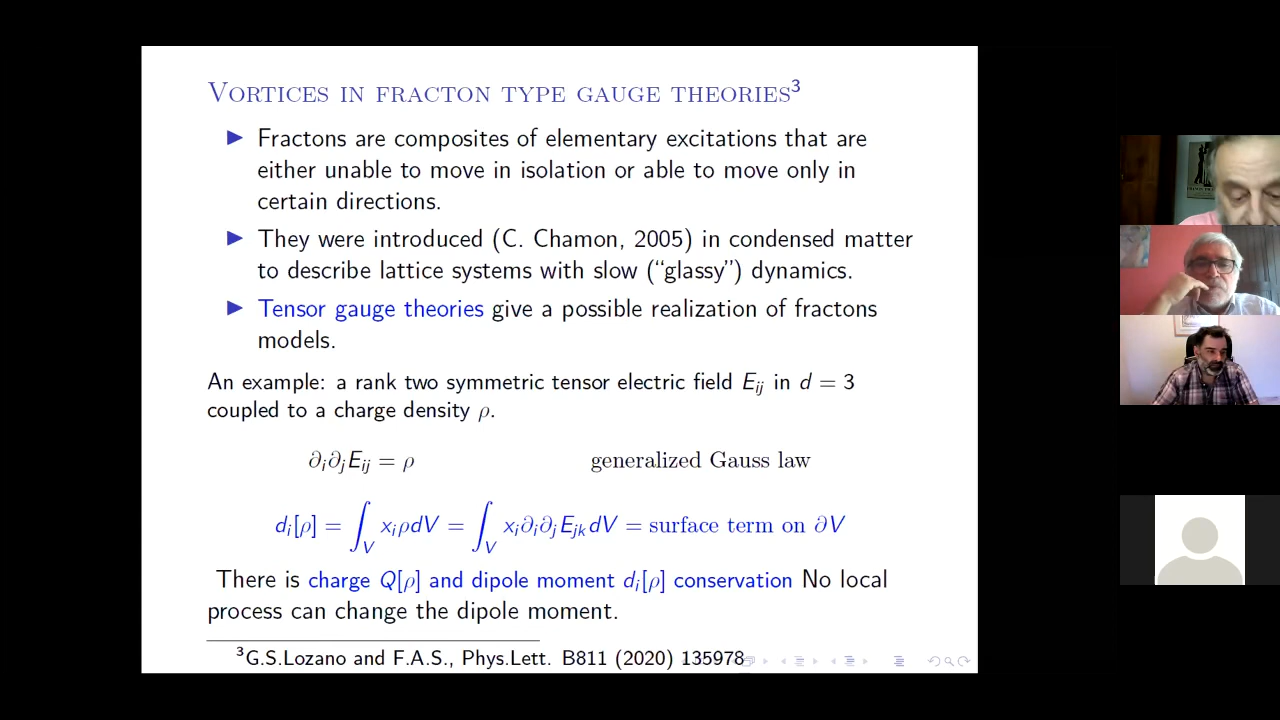 VORTICES IN FRACTON TYPE GAUGE THEORIES³
▶ Fractons are composites of elementary excitations that are
either unable to move in isolation or able to move only in
certain directions.
▶ They were introduced (C. Chamon, 2005) in condensed matter
to describe lattice systems with slow (“glassy”) dynamics.
▶ Tensor gauge theories give a possible realization of fractons
models.
An example: a rank two symmetric tensor electric field E_ij in d = 3
coupled to a charge density ρ.
∂_i∂_jE_ij = ρ generalized Gauss law
d_i[ρ] = ∫_V x_iρdV = ∫_V x_i∂_i∂_jE_jkdV = surface term on ∂V
There is charge Q[ρ] and dipole moment d_i[ρ] conservation No local
process can change the dipole moment.
³G.S.Lozano and F.A.S., Phys.Lett. B811 (2020) 135978